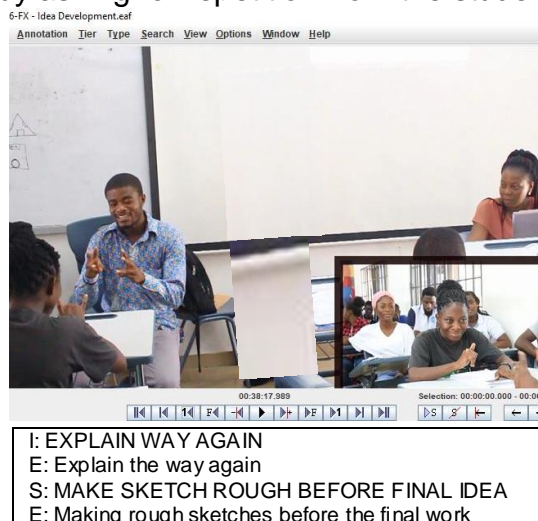 6-FX - Idea Development.eaf
Annotation Tier Type Search View Options Window Help
00:38:17.989
Selection: 00:00:00.000 - 00:0
I: EXPLAIN WAY AGAIN
E: Explain the way again
S: MAKE SKETCH ROUGH BEFORE FINAL IDEA
E: Making rough sketches before the final work